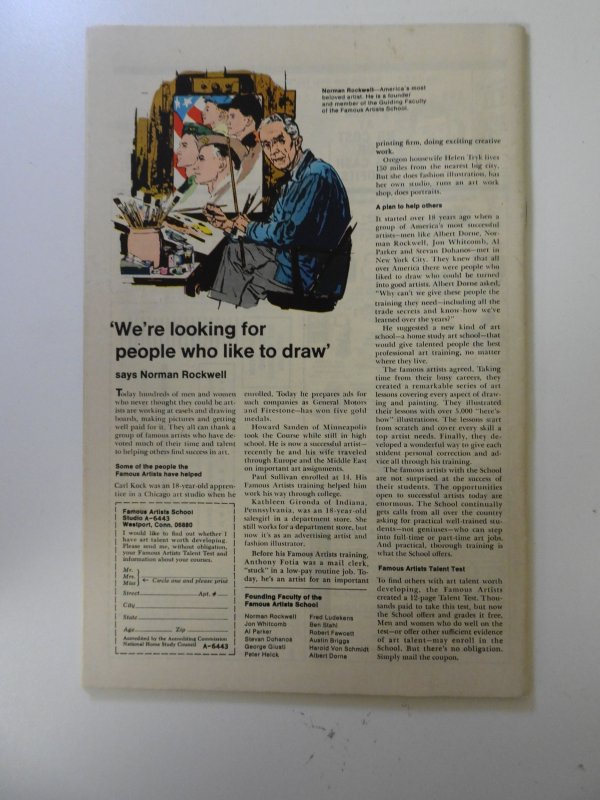 Norman Rockwell—America's most
beloved artist. He is a founder
and member of the Guiding Faculty
of the Famous Artists School.
'We're looking for
people who like to draw'
says Norman Rockwell
Today hundreds of men and women
who never thought they could be art-
ists are working at easels and drawing
boards, making pictures and getting
well paid for it. They all can thank a
group of famous artists who have de-
voted much of their time and talent
to helping others find success in art.
Some of the people the
Famous Artists have helped
Carl Kock was an 18-year-old appren-
tice in a Chicago art studio when he
enrolled. Today he prepares ads for
such companies as General Motors
and Firestone—has won five gold
medals.
Howard Sanden of Minneapolis
took the Course while still in high
school. He is now a successful artist—
recently he and his wife traveled
through Europe and the Middle East
on important art assignments.
Paul Sullivan enrolled at 14. His
Famous Artists training helped him
work his way through college.
Kathleen Gironda of Indiana,
Pennsylvania, was an 18-year-old
salesgirl in a department store. She
still works for a department store, but
now it's as an advertising artist and
fashion illustrator.
Before his Famous Artists training,
Anthony Fotia was a mail clerk,
"stuck" in a low-pay routine job. To-
day, he's an artist for an important
printing firm, doing exciting creative
work.
Oregon housewife Helen Tryk lives
150 miles from the nearest big city.
But she does fashion illustration, has
her own studio, runs an art work
shop, does portraits.
A plan to help others
It started over 18 years ago when a
group of America's most successful
artists—men like Albert Dorne, Nor-
man Rockwell, Jon Whitcomb, Al
Parker and Stevan Dohanos—met in
New York City. They knew that all
over America there were people who
liked to draw who could be turned
into good artists. Albert Dorne asked,
"Why can't we give these people the
training they need—including all the
trade secrets and know-how we've
learned over the years?"
He suggested a new kind of art
school—a home study art school—that
would give talented people the best
professional art training, no matter
where they live.
The famous artists agreed. Taking
time from their busy careers, they
created a remarkable series of art
lessons covering every aspect of draw-
ing and painting. They illustrated
their lessons with over 5,000 "here's-
how" illustrations. The lessons start
from scratch and cover every skill a
top artist needs. Finally, they de-
veloped a wonderful way to give each
student personal correction and ad-
vice all through his training.
The famous artists with the School
are not surprised at the success of
their students. The opportunities
open to successful artists today are
enormous. The School continually
gets calls from all over the country
asking for practical well-trained stu-
dents—not geniuses—who can step
into full-time or part-time art jobs.
And practical, thorough training is
what the School offers.
Famous Artists Talent Test
To find others with art talent worth
developing, the Famous Artists
created a 12-page Talent Test. Thou-
sands paid to take this test, but now
the School offers and grades it free.
Men and women who do well on the
test—or offer other sufficient evidence
of art talent—may enroll in the
School. But there's no obligation.
Simply mail the coupon.
Famous Artists School
Studio A-6443
Westport, Conn. 06880
I would like to find out whether I
have art talent worth developing.
Please send me, without obligation,
your Famous Artists Talent Test and
information about your courses.
Mr.
Mrs.
Miss
← Circle one and please print
Street Apt. #
City
State
Age Zip
Accredited by the Accrediting Commission
National Home Study Council A-6443
Founding Faculty of the
Famous Artists School
Norman Rockwell
Jon Whitcomb
Al Parker
Stevan Dohanos
George Giusti
Peter Helck
Fred Ludekens
Ben Stahl
Robert Fawcett
Austin Briggs
Harold Von Schmidt
Albert Dorne